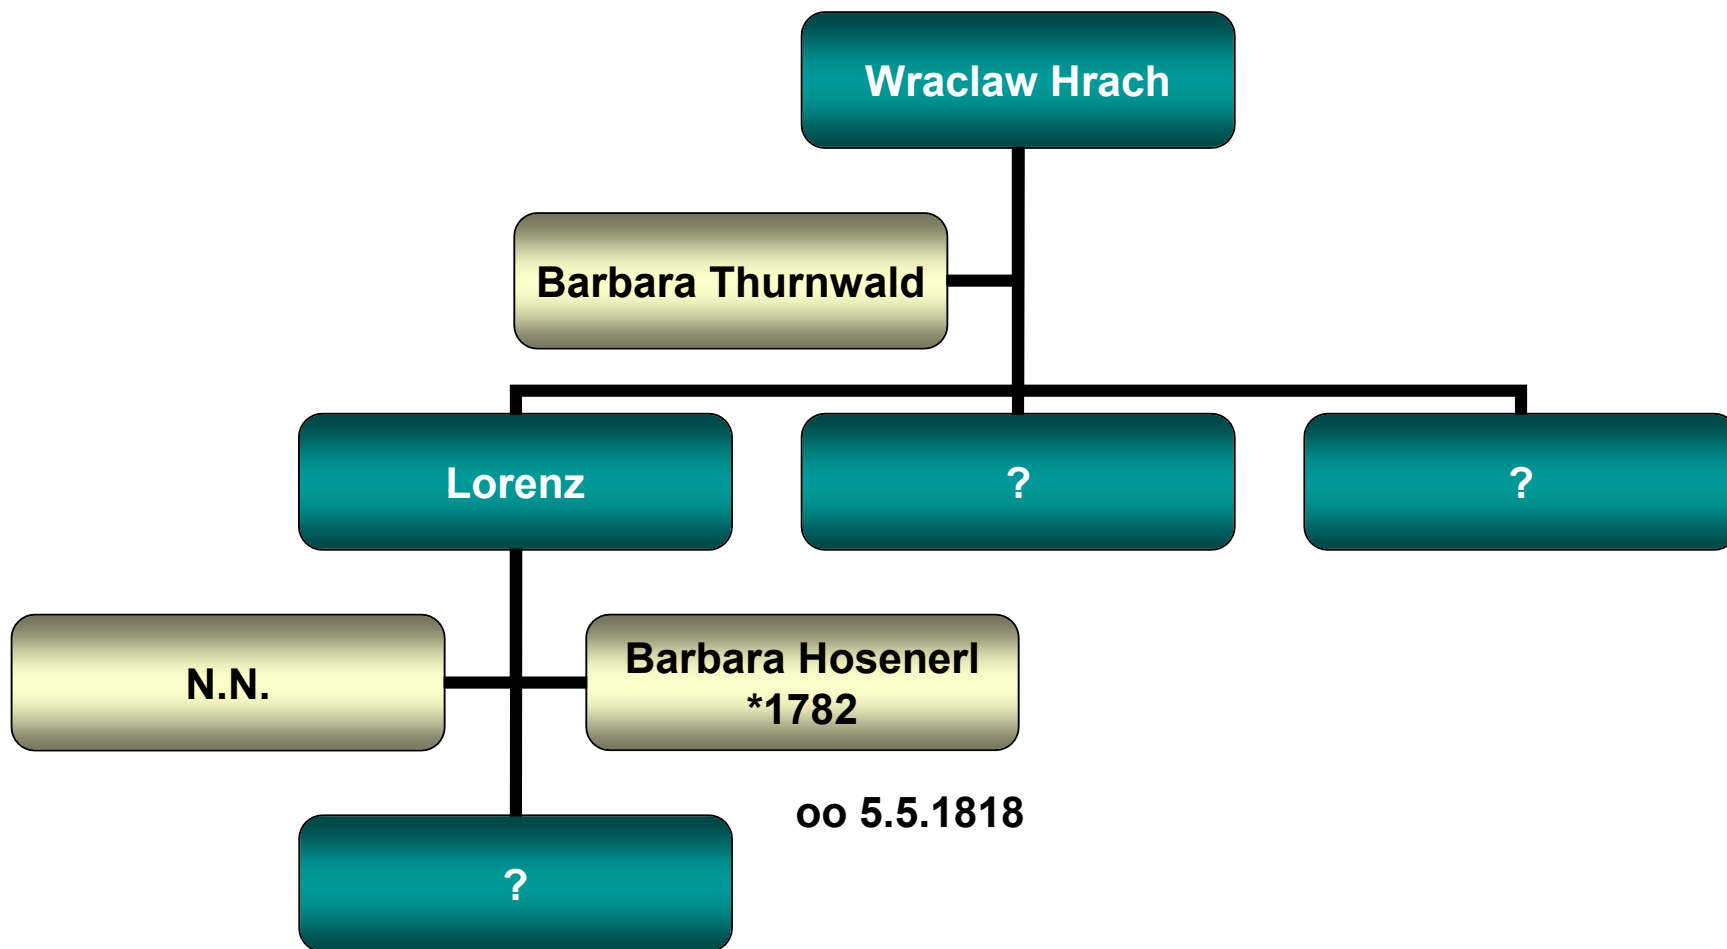 Wraclaw Hrach
Barbara Thurnwald
Lorenz
?
?
N.N.
Barbara Hosenerl
*1782
oo 5.5.1818
?